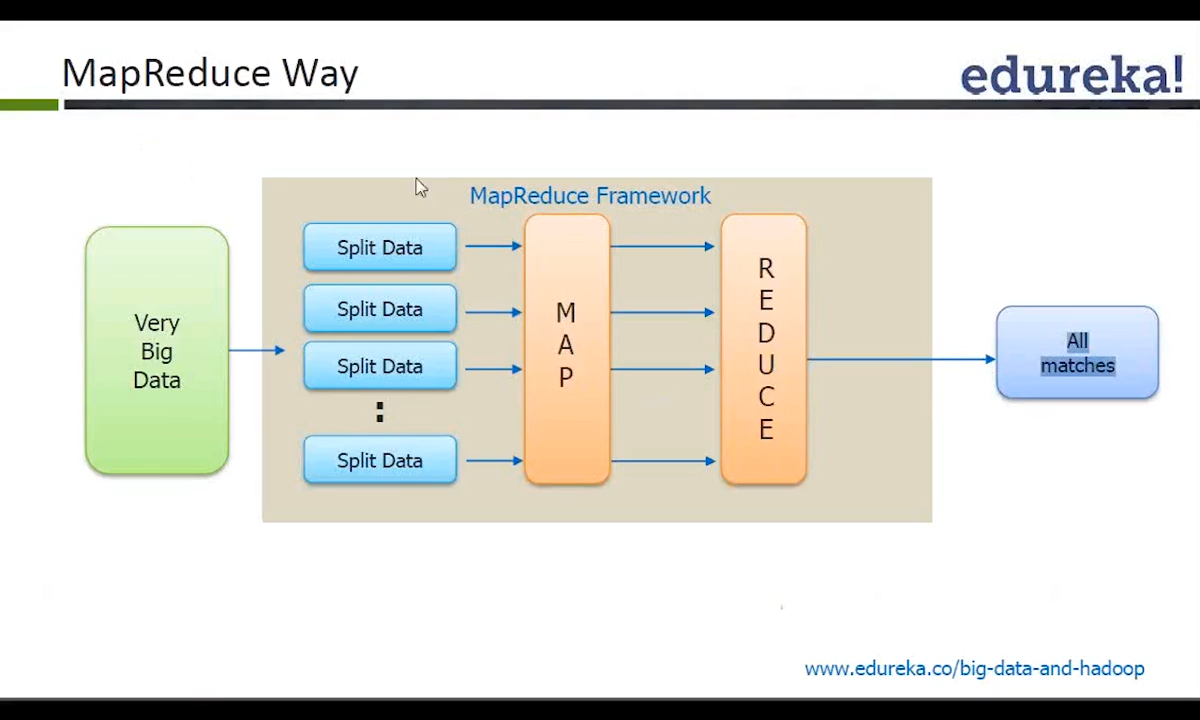 MapReduce Way
edureka!
MapReduce Framework
Very
Big
Data
Split Data
Split Data
Split Data
:
Split Data
M
A
P
R
E
D
U
C
E
All
matches
www.edureka.co/big-data-and-hadoop